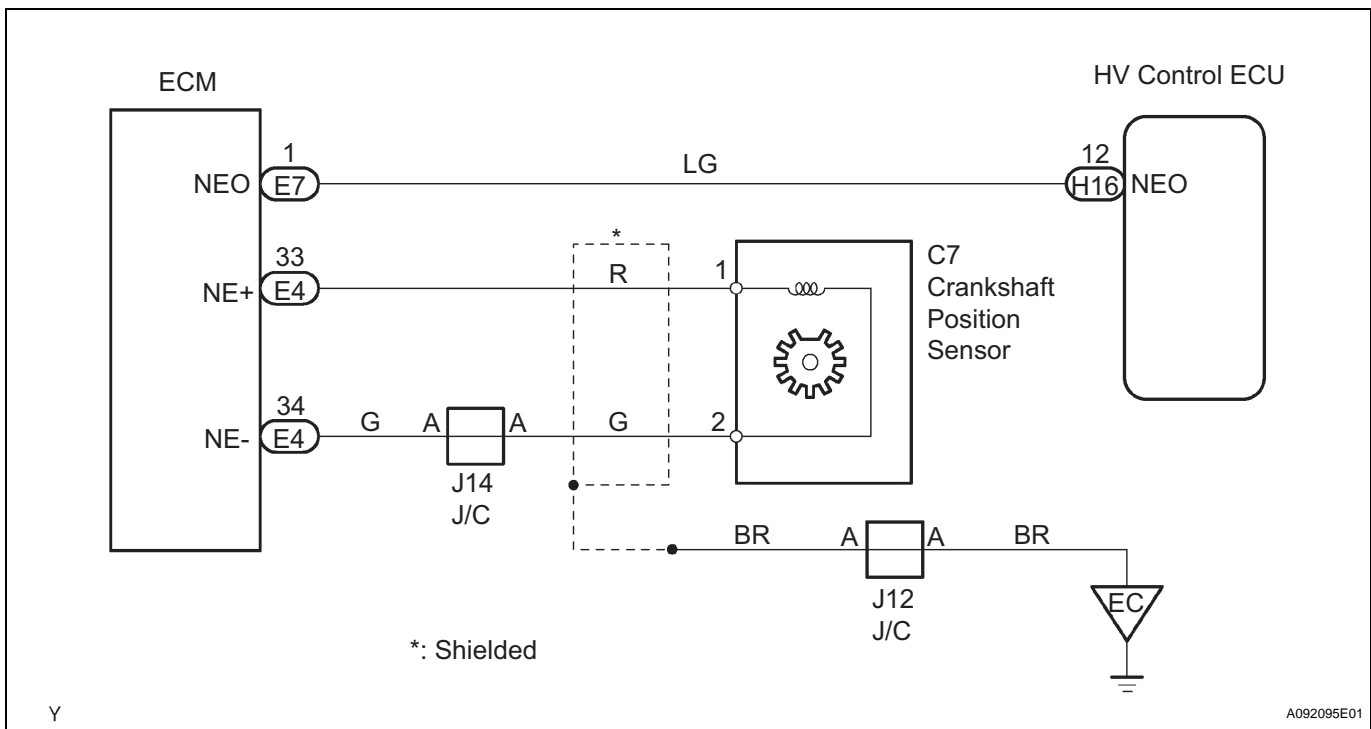 ECM
HV Control ECU
1
NEO
E7
LG
12
H16
NEO
*
33
NE+
E4
R
1
C7
Crankshaft
Position
Sensor
34
NE-
E4
G
A
A
G
2
J14
J/C
BR
A
A
BR
J12
J/C
EC
*: Shielded
Y
A092095E01